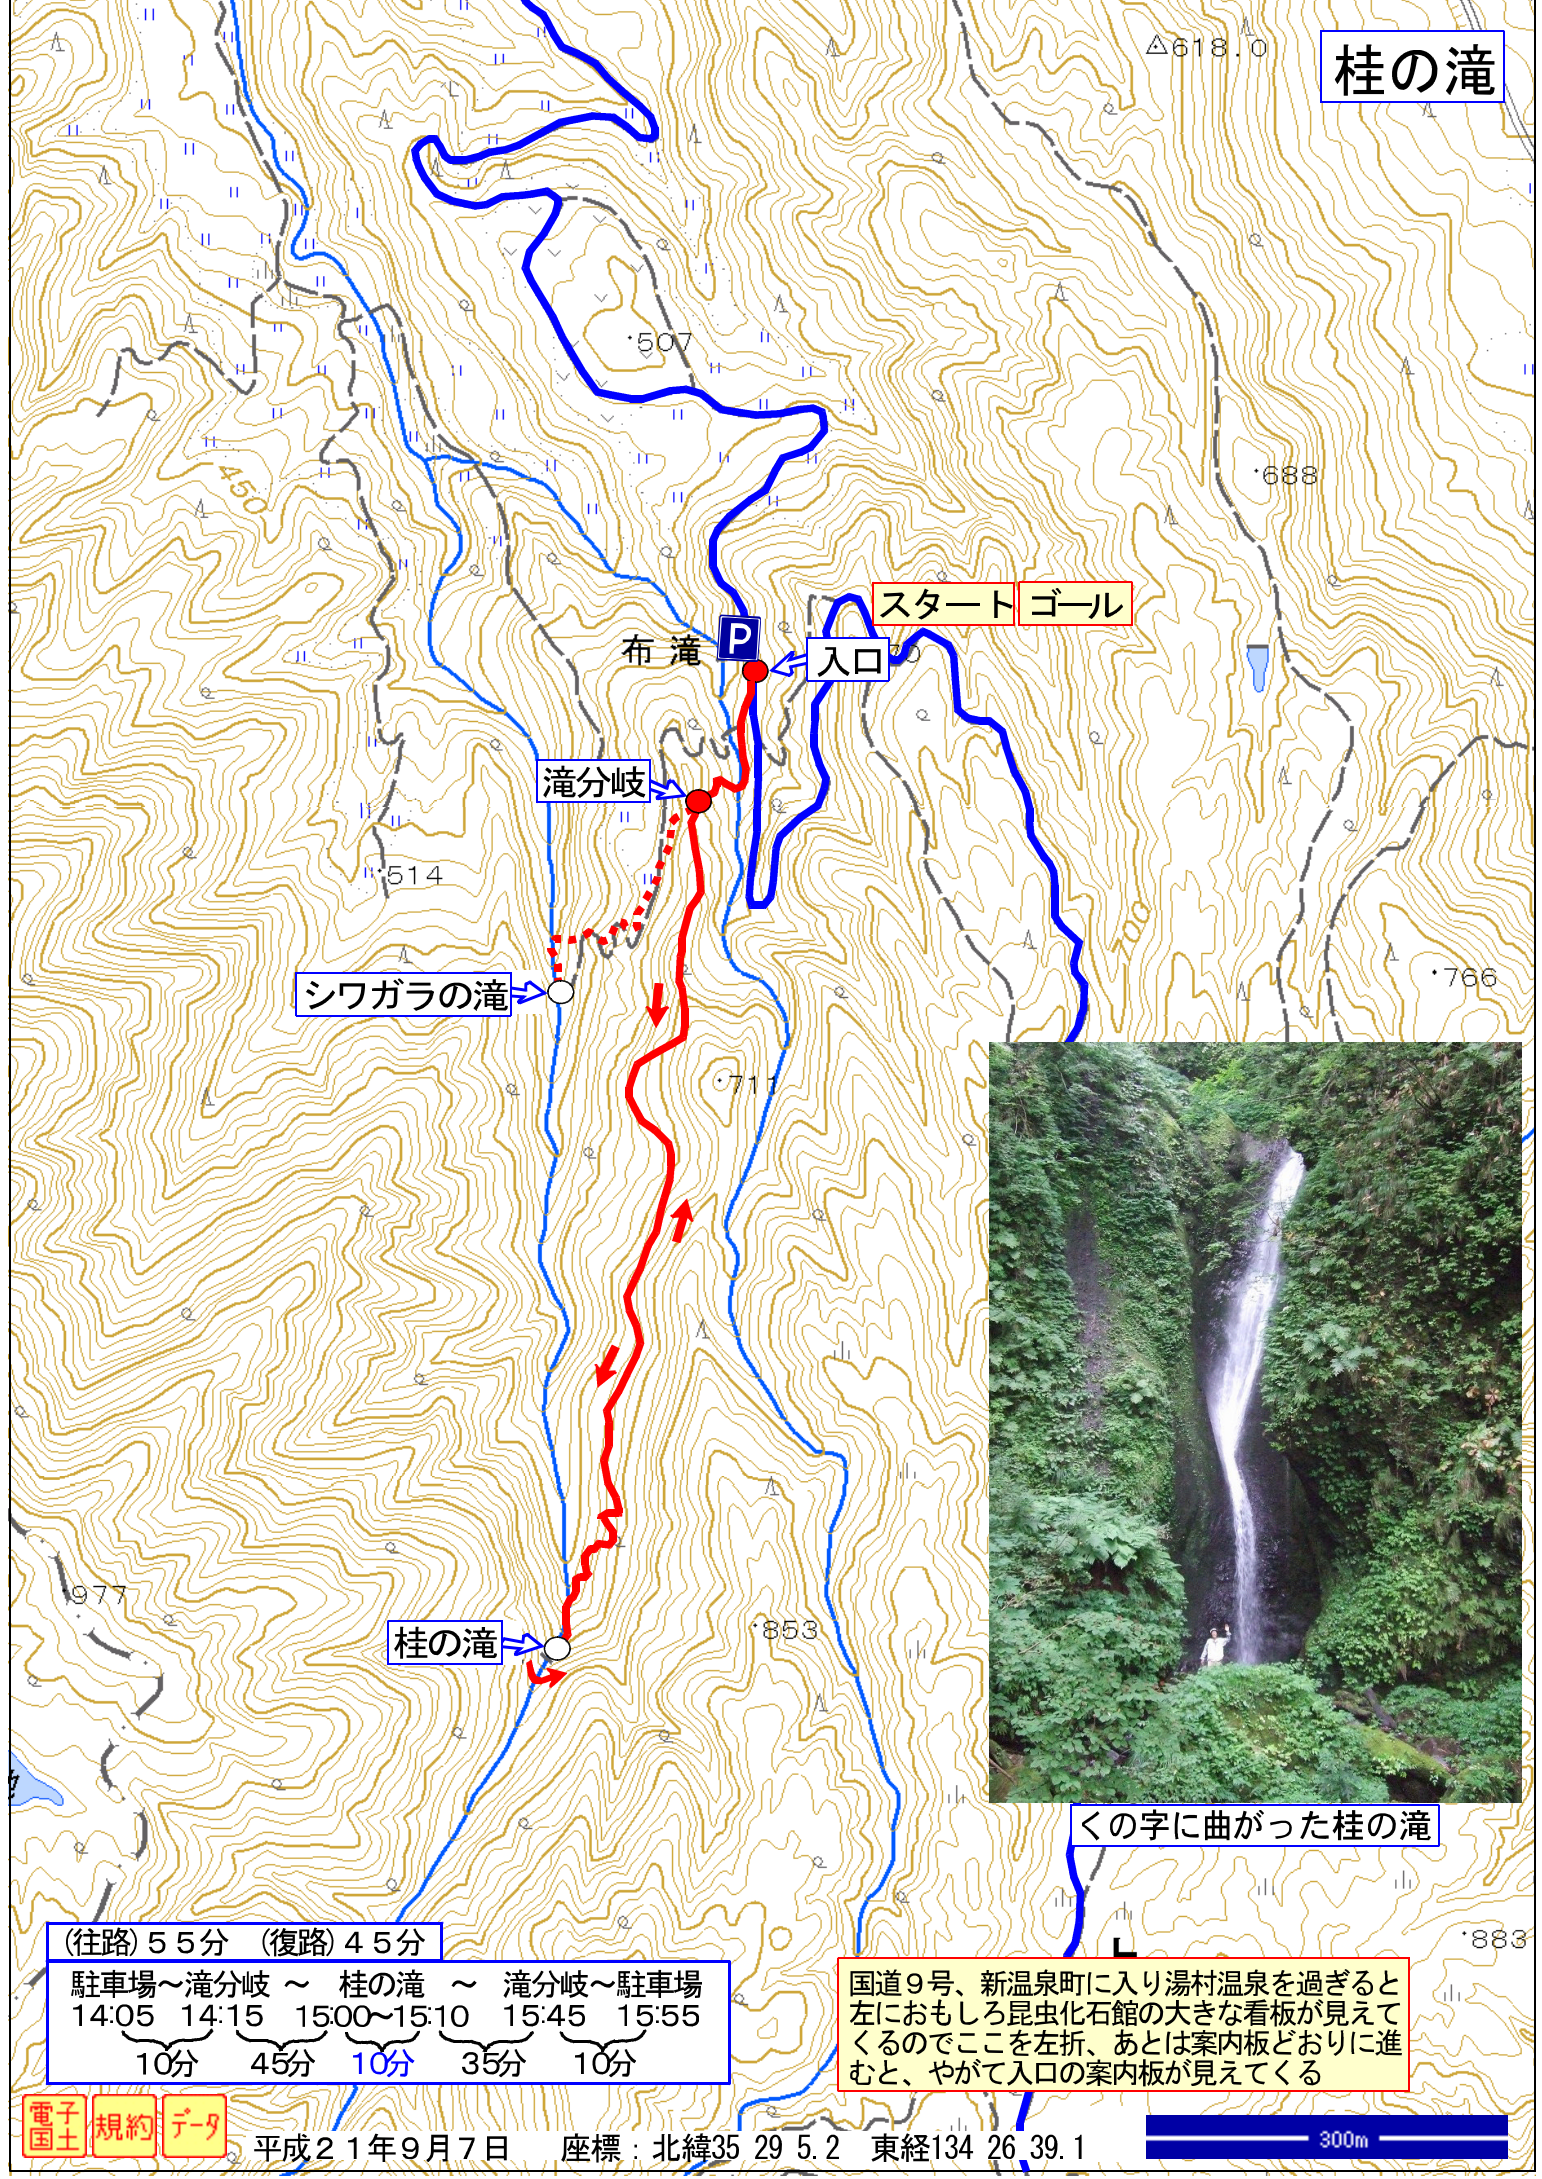 618.0
桂の滝
507
450
688
スタート ゴール
P
布 滝
入口
滝分岐
514
700
766
シワガラの滝
711
977
853
桂の滝
くの字に曲がった桂の滝
883
(往路)５５分 (復路)４５分
駐車場～滝分岐 ～ 桂の滝 ～ 滝分岐～駐車場
14:05 14:15 15:00～15:10 15:45 15:55
10分 45分 10分 35分 10分
国道９号、新温泉町に入り湯村温泉を過ぎると
左におもしろ昆虫化石館の大きな看板が見えて
くるのでここを左折、あとは案内板どおりに進
むと、やがて入口の案内板が見えてくる
電子
国土
規約
データ
平成２１年９月７日 座標：北緯35 29 5.2 東経134 26 39.1
300m